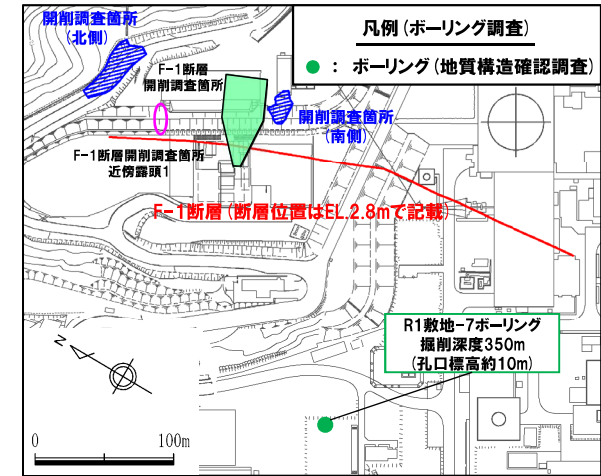 開削調査箇所
(北側)
F-1断層
開削調査箇所
凡例(ボーリング調査)
● : ボーリング(地質構造確認調査)
開削調査箇所
(南側)
F-1断層開削調査箇所
近傍露頭1
F-1断層(断層位置はEL.2.8mで記載)
R1敷地-7ボーリング
掘削深度350m
(孔口標高約10m)
N
0 100m